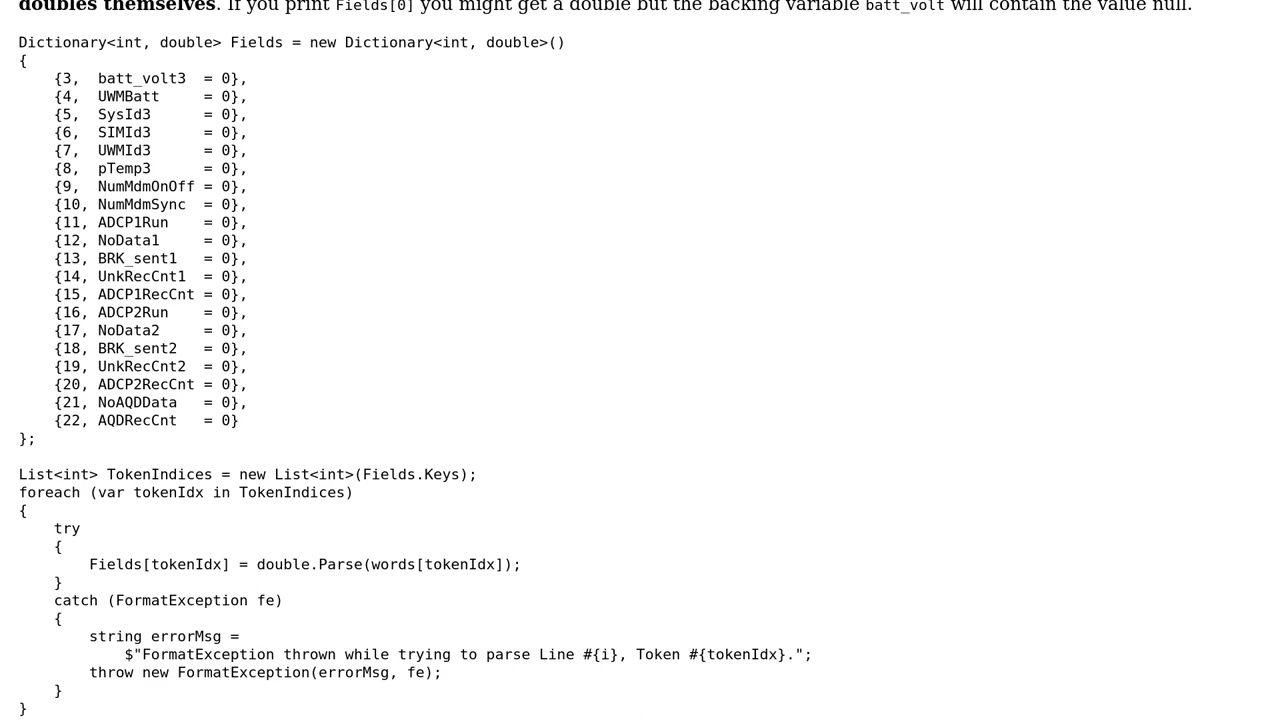 doubles themselves. If you print Fields[0] you might get a double but the backing variable batt_volt will contain the value null.
Dictionary<int, double> Fields = new Dictionary<int, double>()
{
    {3,  batt_volt3  = 0},
    {4,  UWMBatt     = 0},
    {5,  SysId3      = 0},
    {6,  SIMId3      = 0},
    {7,  UWMId3      = 0},
    {8,  pTemp3      = 0},
    {9,  NumMdmOnOff = 0},
    {10, NumMdmSync  = 0},
    {11, ADCP1Run    = 0},
    {12, NoData1     = 0},
    {13, BRK_sent1   = 0},
    {14, UnkRecCnt1  = 0},
    {15, ADCP1RecCnt = 0},
    {16, ADCP2Run    = 0},
    {17, NoData2     = 0},
    {18, BRK_sent2   = 0},
    {19, UnkRecCnt2  = 0},
    {20, ADCP2RecCnt = 0},
    {21, NoAQDData   = 0},
    {22, AQDRecCnt   = 0}
};
List<int> TokenIndices = new List<int>(Fields.Keys);
foreach (var tokenIdx in TokenIndices)
{
    try
    {
        Fields[tokenIdx] = double.Parse(words[tokenIdx]);
    }
    catch (FormatException fe)
    {
        string errorMsg =
            $"FormatException thrown while trying to parse Line #{i}, Token #{tokenIdx}.";
        throw new FormatException(errorMsg, fe);
    }
}